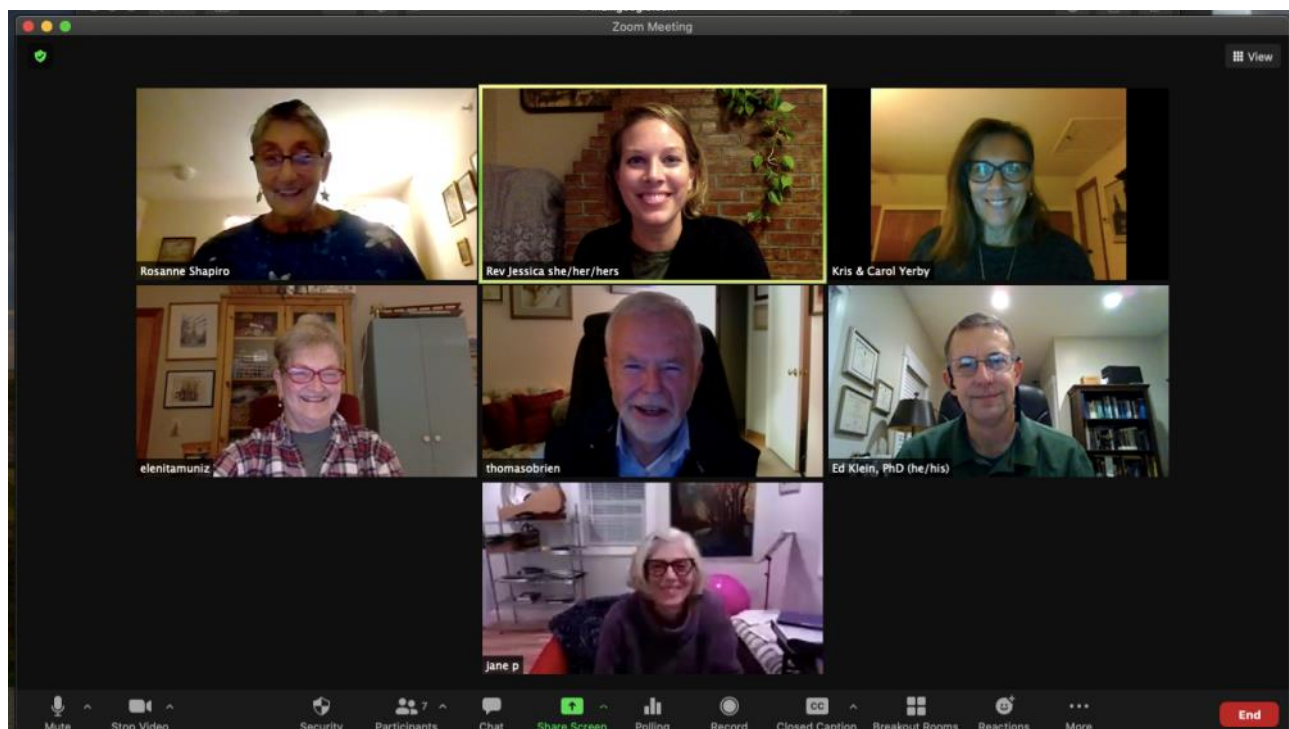 Zoom Meeting
View
Rosanne Shapiro
Rev Jessica she/her/hers
Kris & Carol Yerby
elenitamuniz
thomasobrien
Ed Klein, PhD (he/his)
jane p
7
CC
Mute
Stop Video
Security
Participants
Chat
Share Screen
Polling
Record
Closed Caption
Breakout Rooms
Reactions
More
End